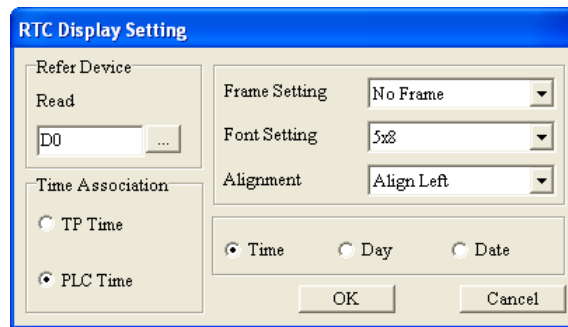 RTC Display Setting
Refer Device
Read
D0
...
Time Association
TP Time
PLC Time
Frame Setting
No Frame
Font Setting
5x8
Alignment
Align Left
Time
Day
Date
OK
Cancel